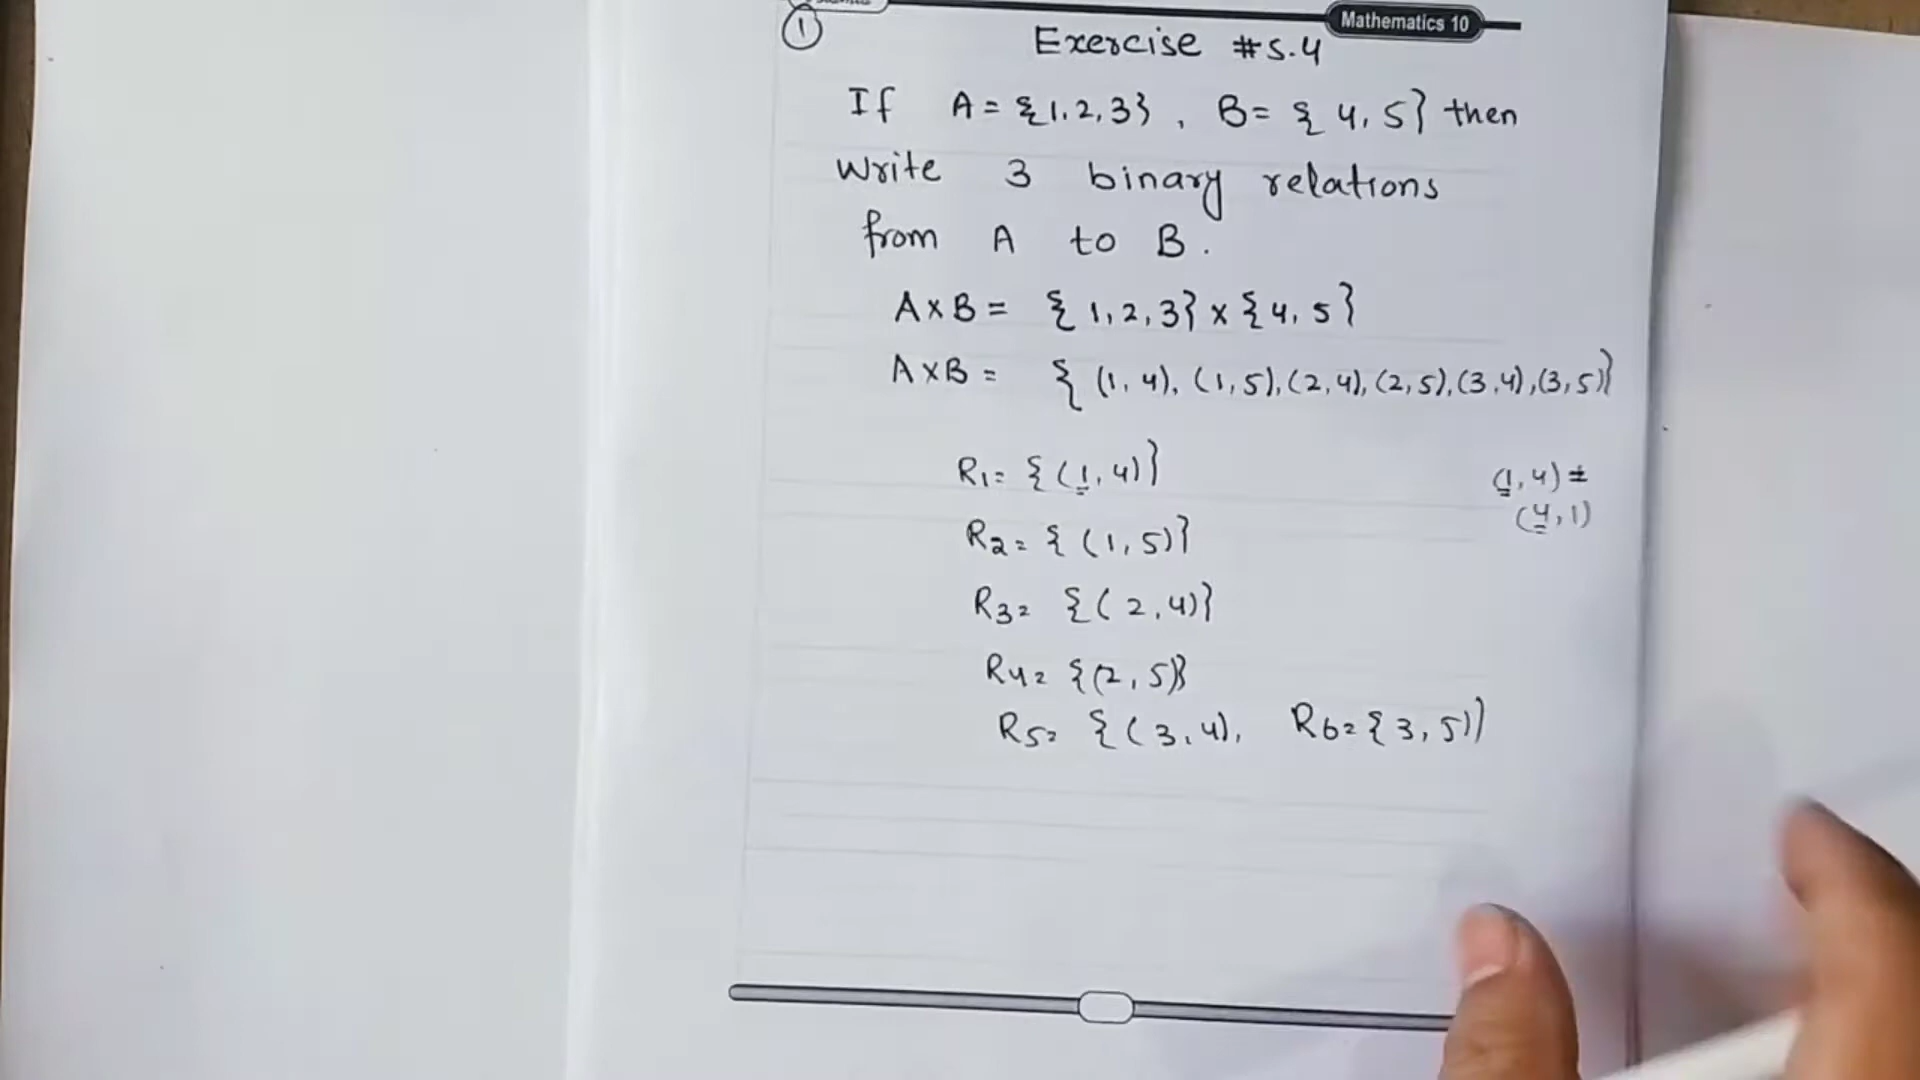 Mathematics 10
1
Exercise #5.4
If A = {1, 2, 3}, B = { 4, 5} then
write 3 binary relations
from A to B.
A×B = { 1, 2, 3} × {4, 5}
A×B = { (1, 4), (1, 5), (2, 4), (2, 5), (3, 4), (3, 5)}
R1= { (1, 4)}
(1, 4) ≠
(4, 1)
R2= { (1, 5)}
R3= {( 2, 4)}
R4= {(2, 5)}
R5= {( 3, 4), R6={ 3, 5)}